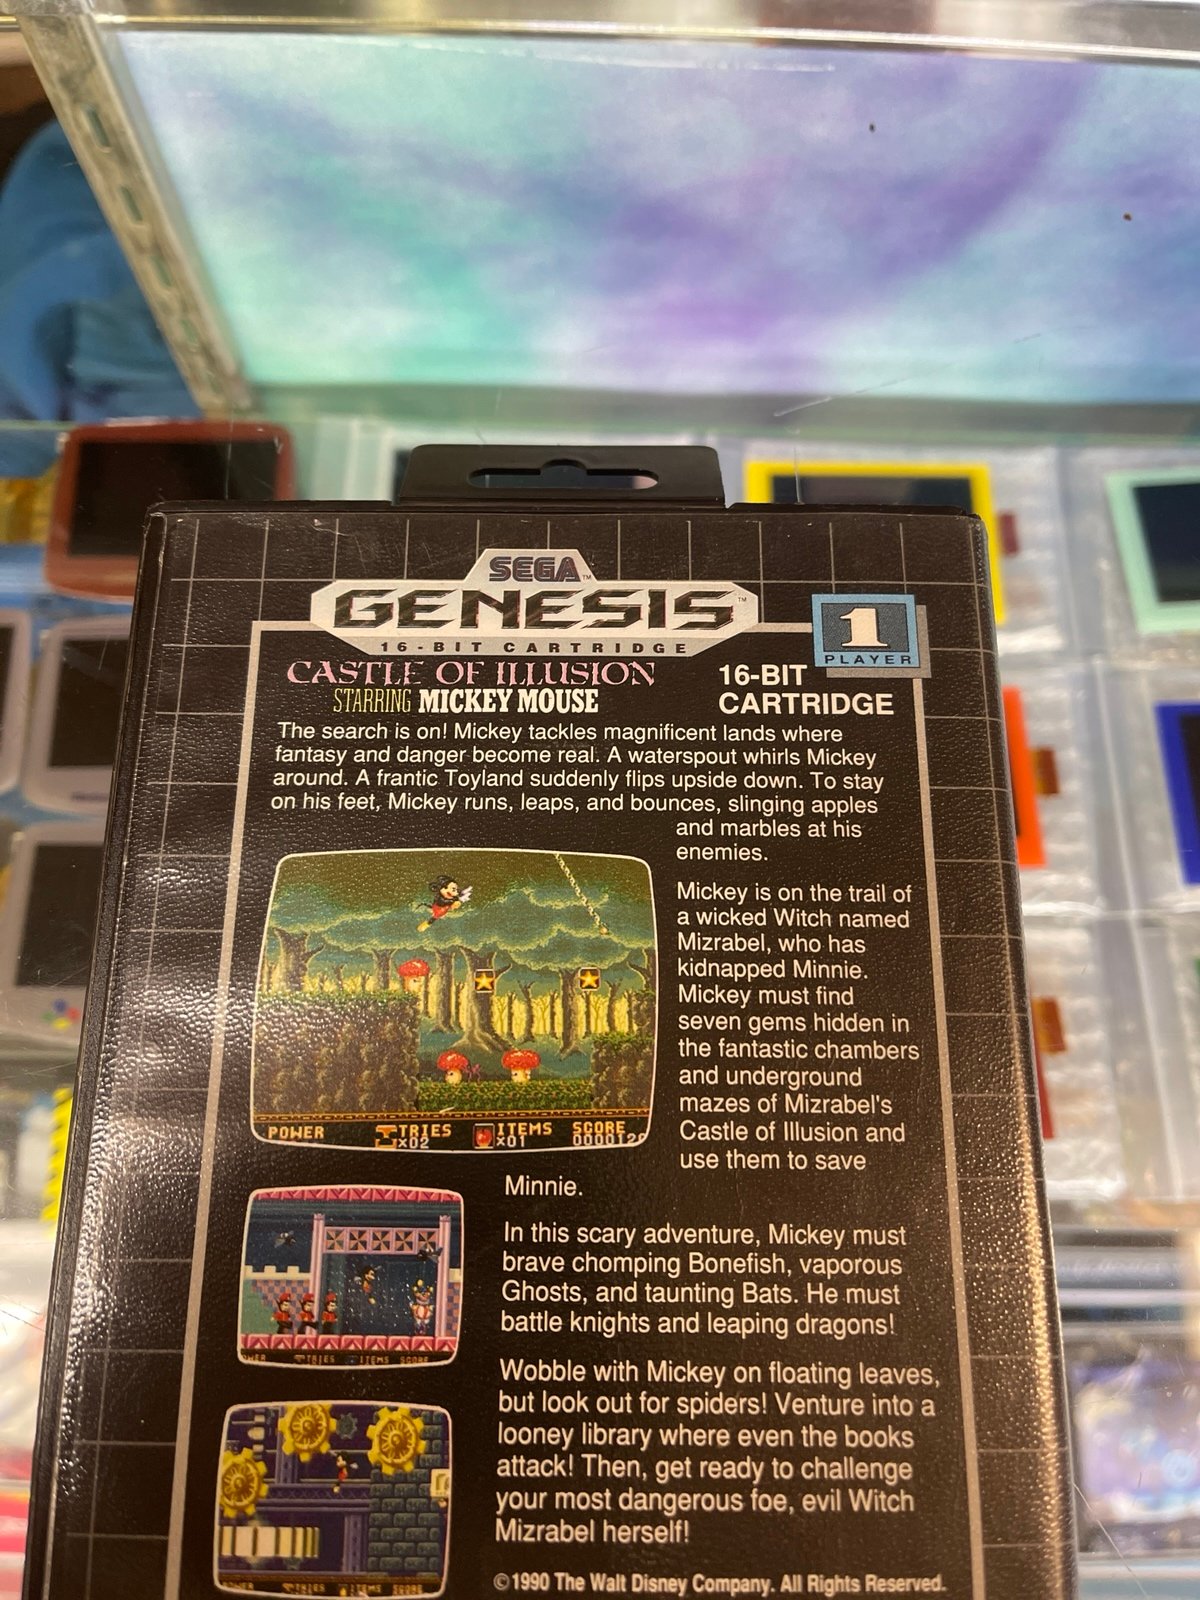 SEGA™
GENESIS™
16-BIT CARTRIDGE
1
PLAYER
CASTLE OF ILLUSION
STARRING MICKEY MOUSE
16-BIT
CARTRIDGE
The search is on! Mickey tackles magnificent lands where
fantasy and danger become real. A waterspout whirls Mickey
around. A frantic Toyland suddenly flips upside down. To stay
on his feet, Mickey runs, leaps, and bounces, slinging apples
and marbles at his
enemies.
Mickey is on the trail of
a wicked Witch named
Mizrabel, who has
kidnapped Minnie.
Mickey must find
seven gems hidden in
the fantastic chambers
and underground
mazes of Mizrabel's
Castle of Illusion and
use them to save
Minnie.
POWER TRIES ITEMS SCORE
x02 x01
In this scary adventure, Mickey must
brave chomping Bonefish, vaporous
Ghosts, and taunting Bats. He must
battle knights and leaping dragons!
TRIES ITEMS SCORE
Wobble with Mickey on floating leaves,
but look out for spiders! Venture into a
looney library where even the books
attack! Then, get ready to challenge
your most dangerous foe, evil Witch
Mizrabel herself!
TRIES ITEMS SCORE
©1990 The Walt Disney Company. All Rights Reserved.